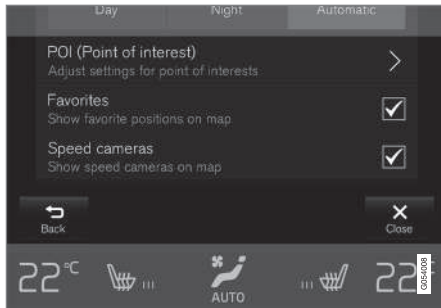 Day Night Automatic
POI (Point of interest)
Adjust settings for point of interests
Favorites
Show favorite positions on map
Speed cameras
Show speed cameras on map
Back Close
22°C AUTO 22
G054008